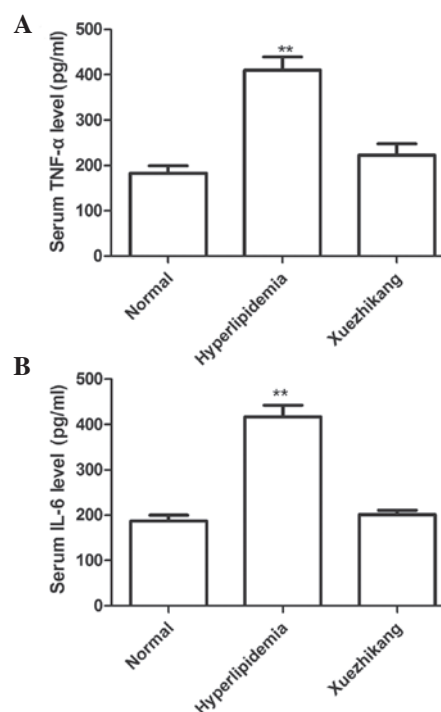 A
Serum TNF-α level (pg/ml)
500
400
300
200
100
0
**
Normal
Hyperlipidemia
Xuezhikang
B
Serum IL-6 level (pg/ml)
500
400
300
200
100
0
**
Normal
Hyperlipidemia
Xuezhikang